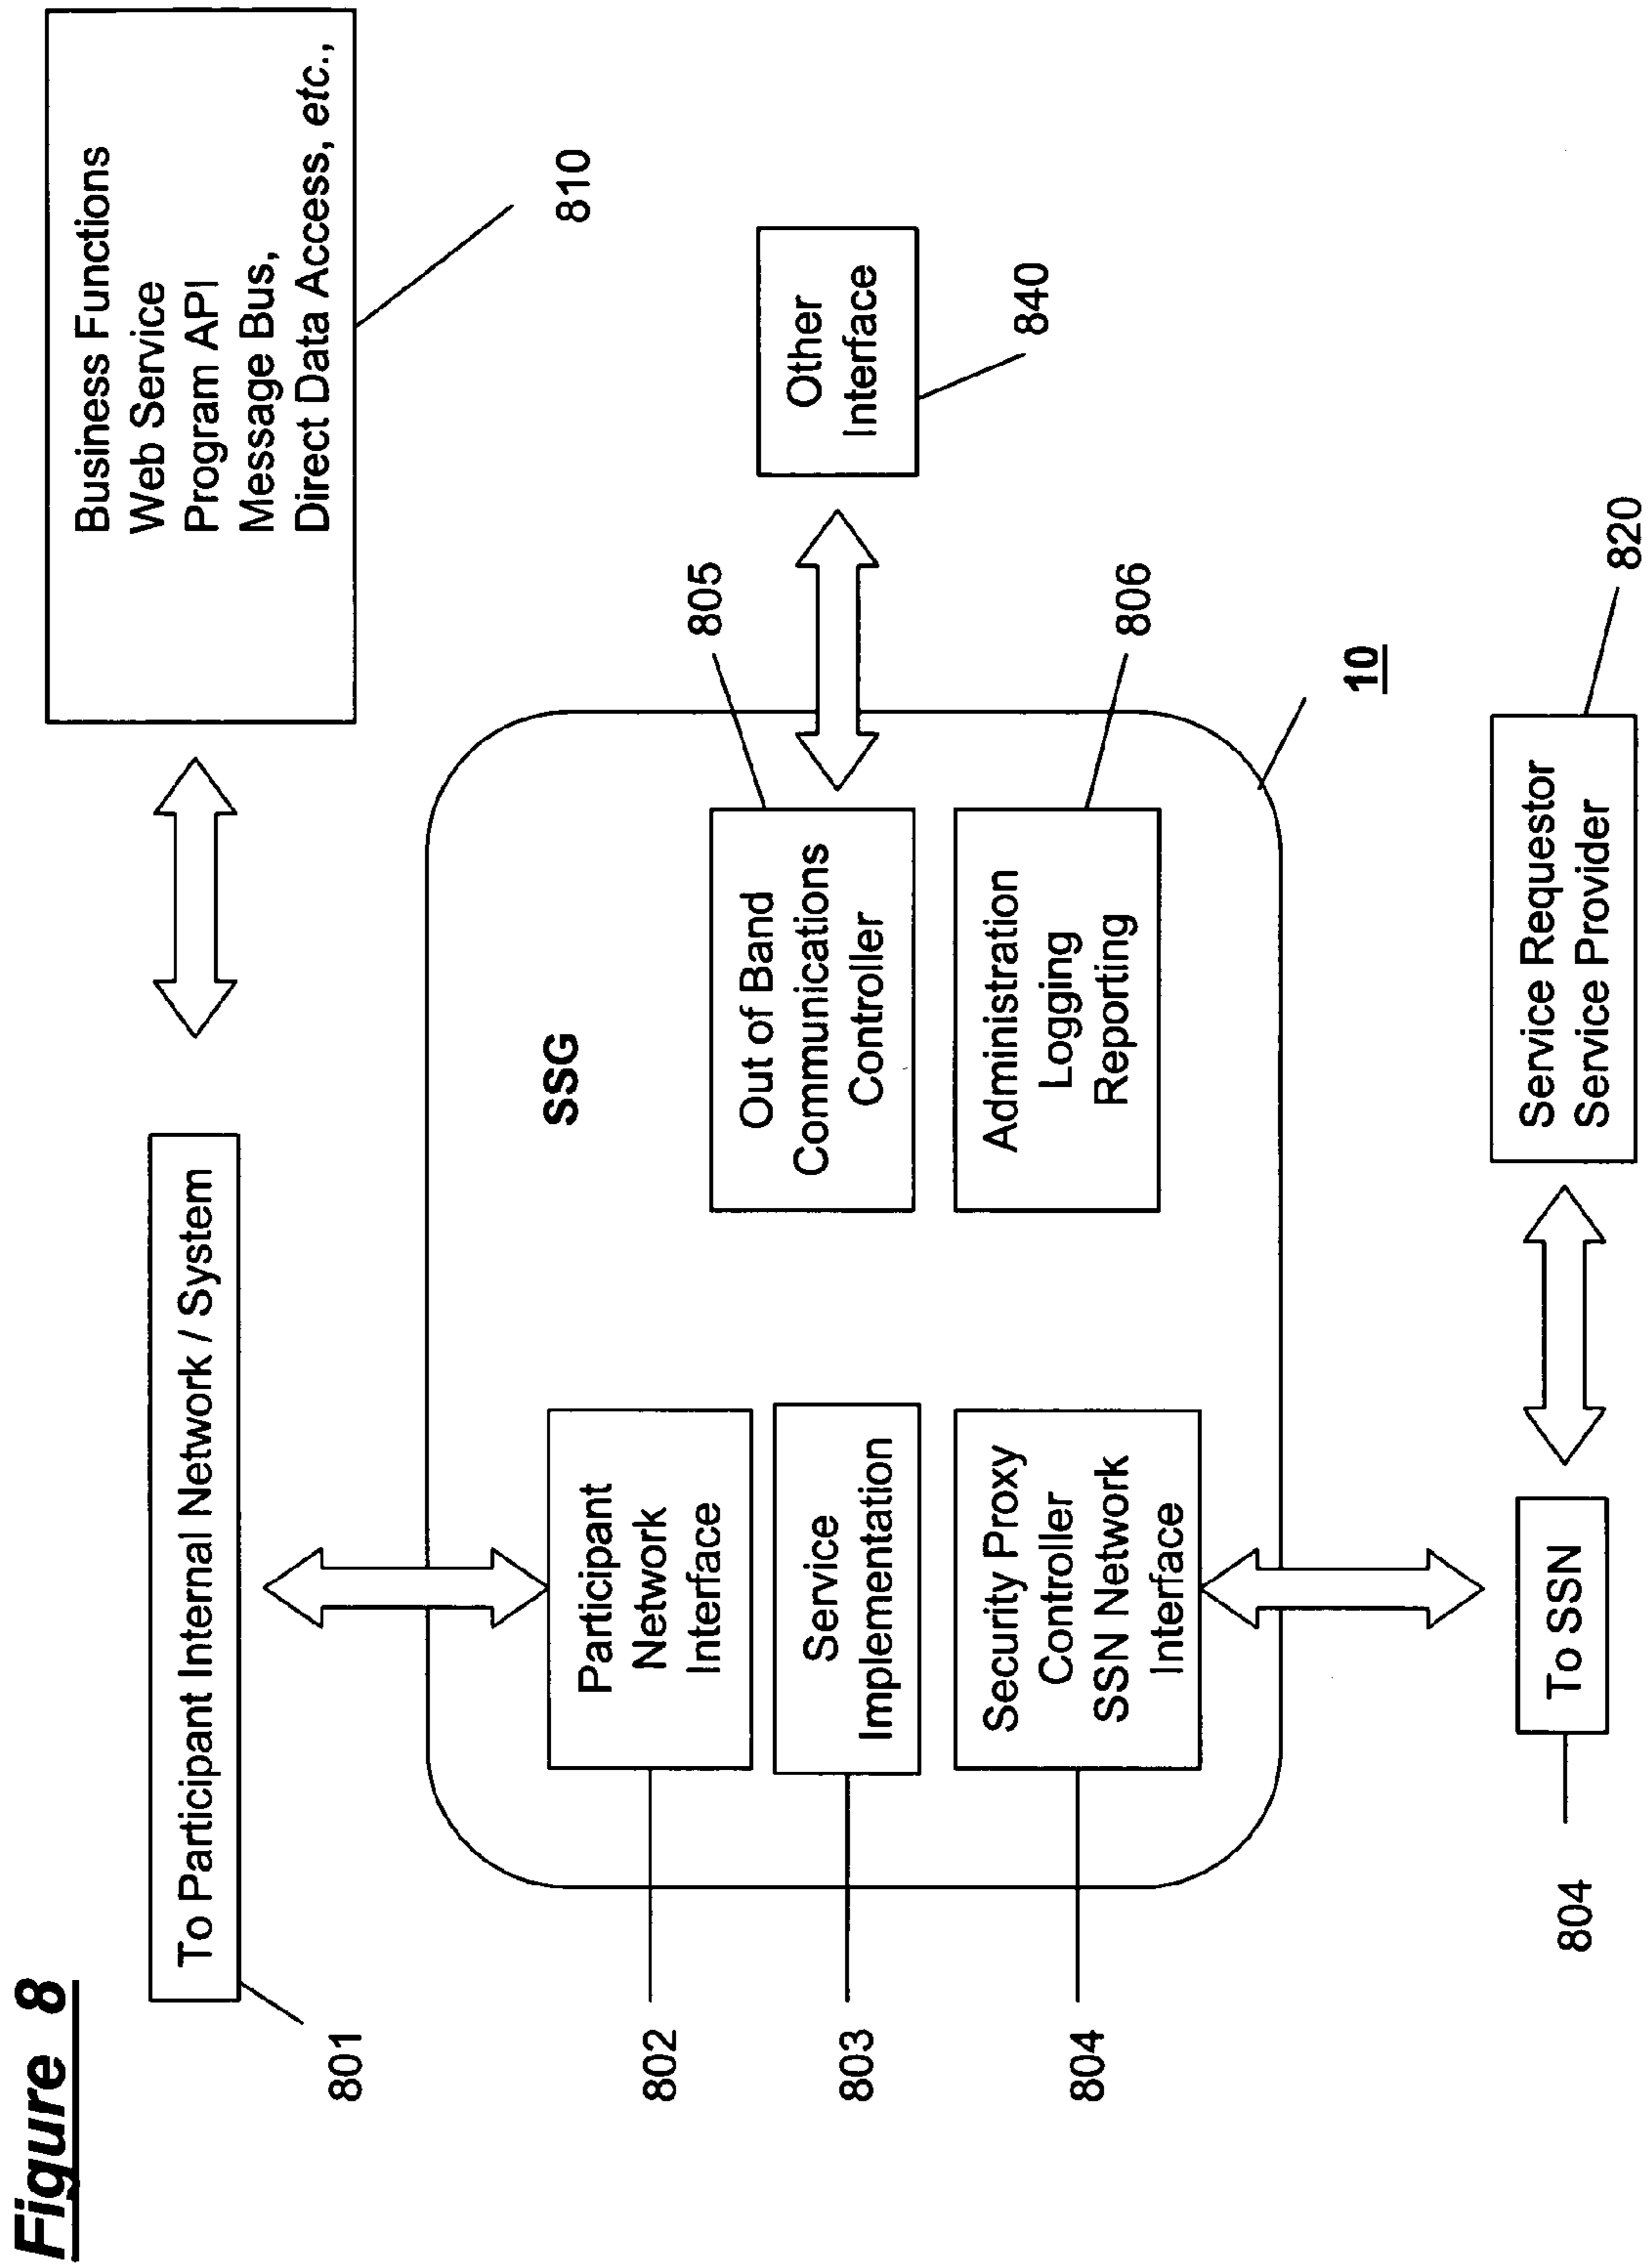 Figure 8
To Participant Internal Network / System
801
Business Functions
Web Service
Program API
Message Bus,
Direct Data Access, etc.,
810
SSG
802
Participant
Network
Interface
803
Service
Implementation
804
Security Proxy
Controller
SSN Network
Interface
Out of Band
Communications
Controller
805
Administration
Logging
Reporting
806
Other
Interface
840
10
804
To SSN
Service Requestor
Service Provider
820